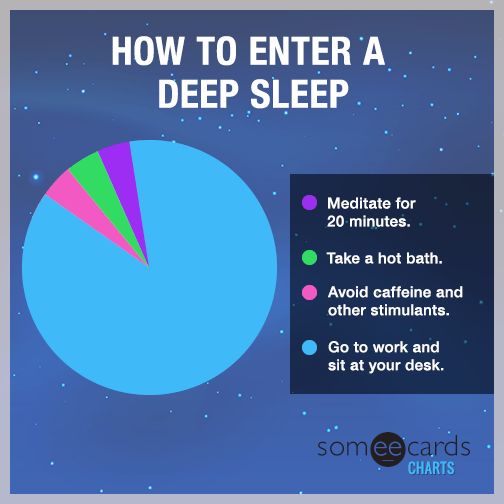 HOW TO ENTER A
DEEP SLEEP
Meditate for
20 minutes.
Take a hot bath.
Avoid caffeine and
other stimulants.
Go to work and
sit at your desk.
someecards
CHARTS